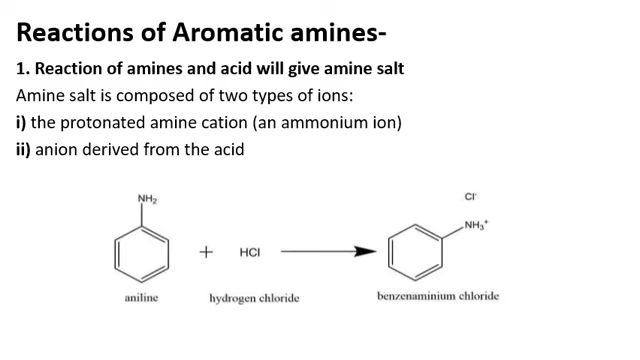 Reactions of Aromatic amines-
1. Reaction of amines and acid will give amine salt
Amine salt is composed of two types of ions:
i) the protonated amine cation (an ammonium ion)
ii) anion derived from the acid
NH₂
Cl⁻
NH₃⁺
+ HCl
aniline hydrogen chloride benzenaminium chloride